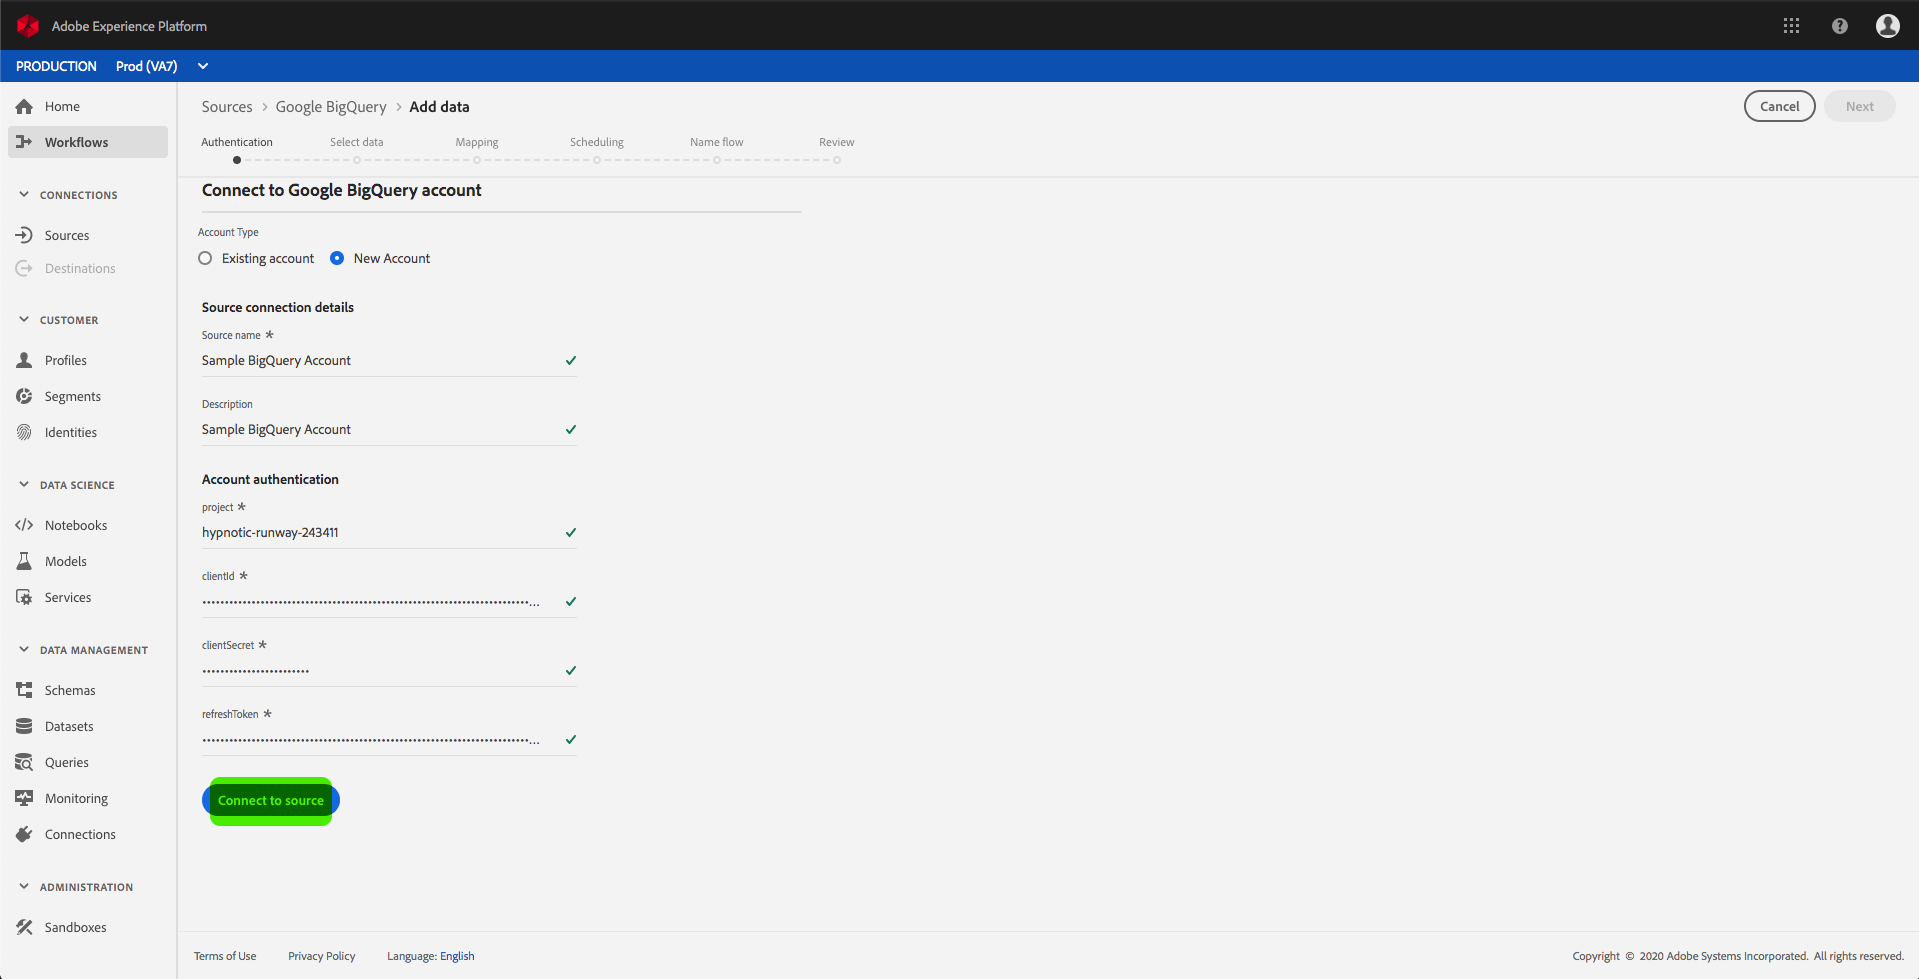 Adobe Experience Platform
PRODUCTION Prod (VA7)
Home
Workflows
CONNECTIONS
Sources
Destinations
CUSTOMER
Profiles
Segments
Identities
DATA SCIENCE
Notebooks
Models
Services
DATA MANAGEMENT
Schemas
Datasets
Queries
Monitoring
Connections
ADMINISTRATION
Sandboxes
Sources > Google BigQuery > Add data
Cancel
Next
Authentication Select data Mapping Scheduling Name flow Review
Connect to Google BigQuery account
Account Type
Existing account New Account
Source connection details
Source name *
Sample BigQuery Account
Description
Sample BigQuery Account
Account authentication
project *
hypnotic-runway-243411
clientId *
clientSecret *
refreshToken *
Connect to source
Terms of Use Privacy Policy Language: English
Copyright © 2020 Adobe Systems Incorporated. All rights reserved.